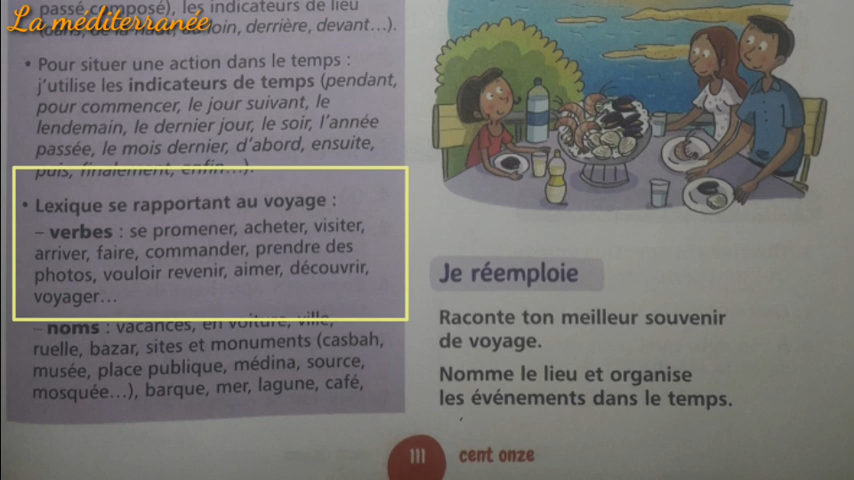 La mediterranée
passé composé), les indicateurs de lieu
loin, derrière, devant...).
• Pour situer une action dans le temps :
j'utilise les indicateurs de temps (pendant,
pour commencer, le jour suivant, le
lendemain, le dernier jour, le soir, l'année
passée, le mois dernier, d'abord, ensuite,
puis, finalement, enfin...).
• Lexique se rapportant au voyage :
– verbes : se promener, acheter, visiter,
arriver, faire, commander, prendre des
photos, vouloir revenir, aimer, découvrir,
voyager...
– noms : vacances, en voiture, ville,
ruelle, bazar, sites et monuments (casbah,
musée, place publique, médina, source,
mosquée...), barque, mer, lagune, café,
Je réemploie
Raconte ton meilleur souvenir
de voyage.
Nomme le lieu et organise
les événements dans le temps.
111 cent onze